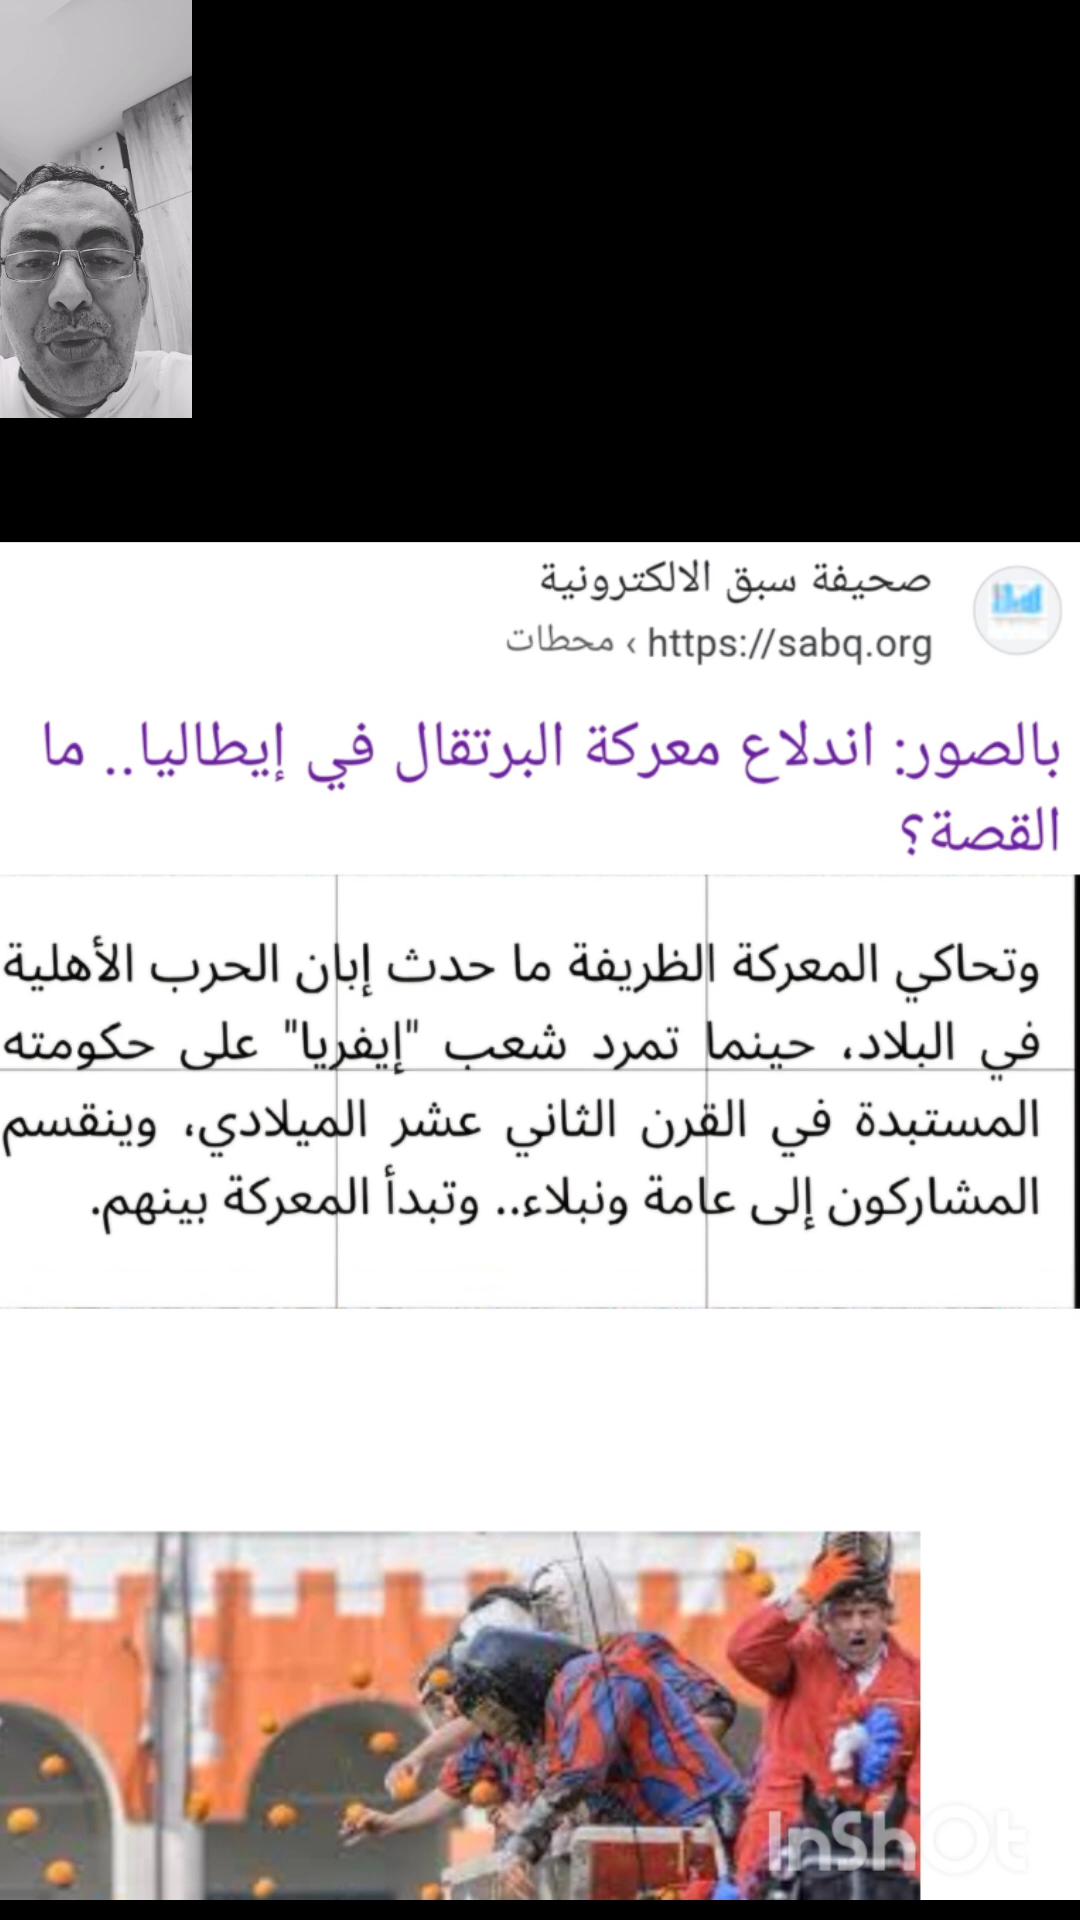 صحيفة سبق الالكترونية
https://sabq.org › محطات
بالصور: اندلاع معركة البرتقال في إيطاليا.. ما
القصة؟
وتحاكي المعركة الظريفة ما حدث إبان الحرب الأهلية
في البلاد، حينما تمرد شعب "إيفريا" على حكومته
المستبدة في القرن الثاني عشر الميلادي، وينقسم
المشاركون إلى عامة ونبلاء.. وتبدأ المعركة بينهم.
InShOt